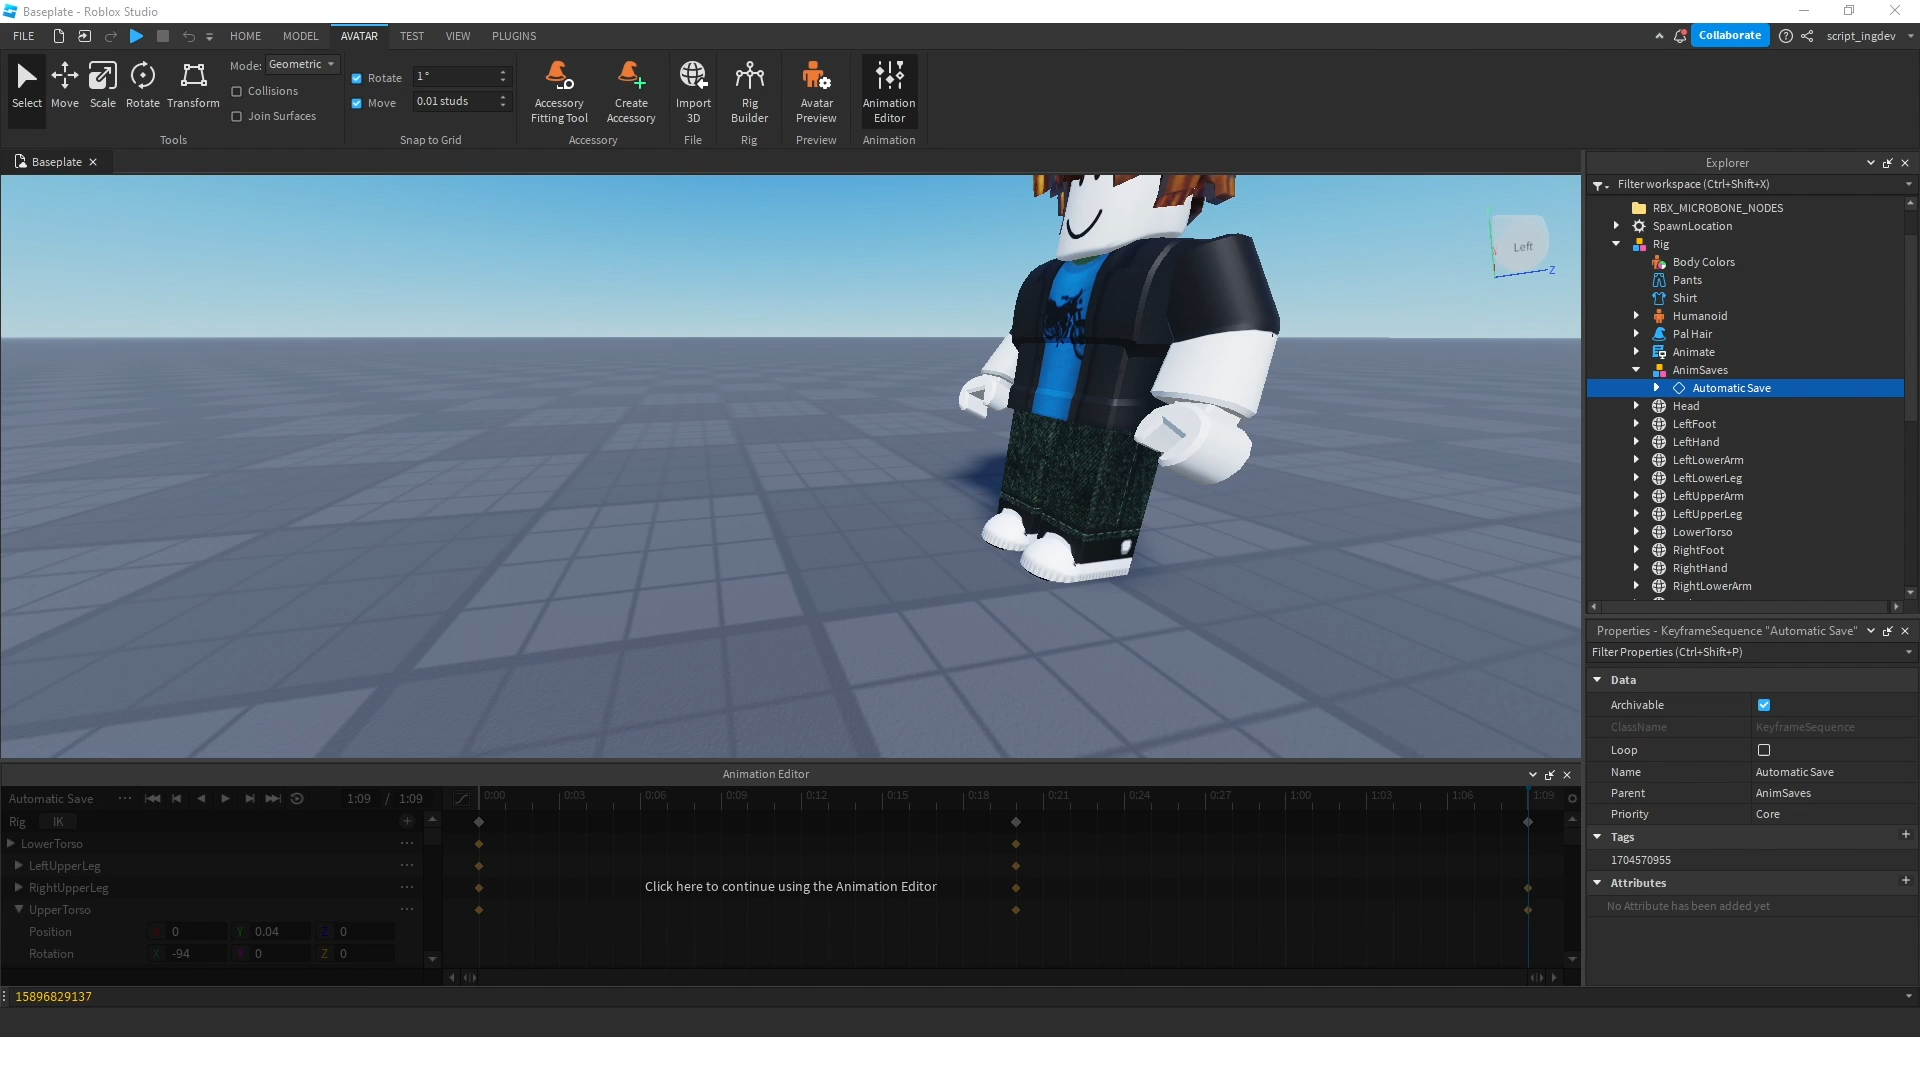 Baseplate - Roblox Studio
FILE HOME MODEL AVATAR TEST VIEW PLUGINS Collaborate script_ingdev
Select Move Scale Rotate Transform
Mode: Geometric
Collisions
Join Surfaces
Tools
Rotate 1°
Move 0.01 studs
Snap to Grid
Accessory Fitting Tool
Create Accessory
Accessory
Import 3D
File
Rig Builder
Rig
Avatar Preview
Preview
Animation Editor
Animation
Baseplate
Left
Z
Explorer
Filter workspace (Ctrl+Shift+X)
RBX_MICROBONE_NODES
SpawnLocation
Rig
Body Colors
Pants
Shirt
Humanoid
Pal Hair
Animate
AnimSaves
Automatic Save
Head
LeftFoot
LeftHand
LeftLowerArm
LeftLowerLeg
LeftUpperArm
LeftUpperLeg
LowerTorso
RightFoot
RightHand
RightLowerArm
Properties - KeyframeSequence "Automatic Save"
Filter Properties (Ctrl+Shift+P)
Data
Archivable
ClassName KeyframeSequence
Loop
Name Automatic Save
Parent AnimSaves
Priority Core
Tags
1704570955
Attributes
No Attribute has been added yet
Animation Editor
Automatic Save 1:09 / 1:09 0:00 0:03 0:06 0:09 0:12 0:15 0:18 0:21 0:24 0:27 1:00 1:03 1:06 1:09
Rig IK
LowerTorso
LeftUpperLeg
RightUpperLeg
Click here to continue using the Animation Editor
UpperTorso
Position X 0 Y 0.04 Z 0
Rotation X -94 Y 0 Z 0
15896829137